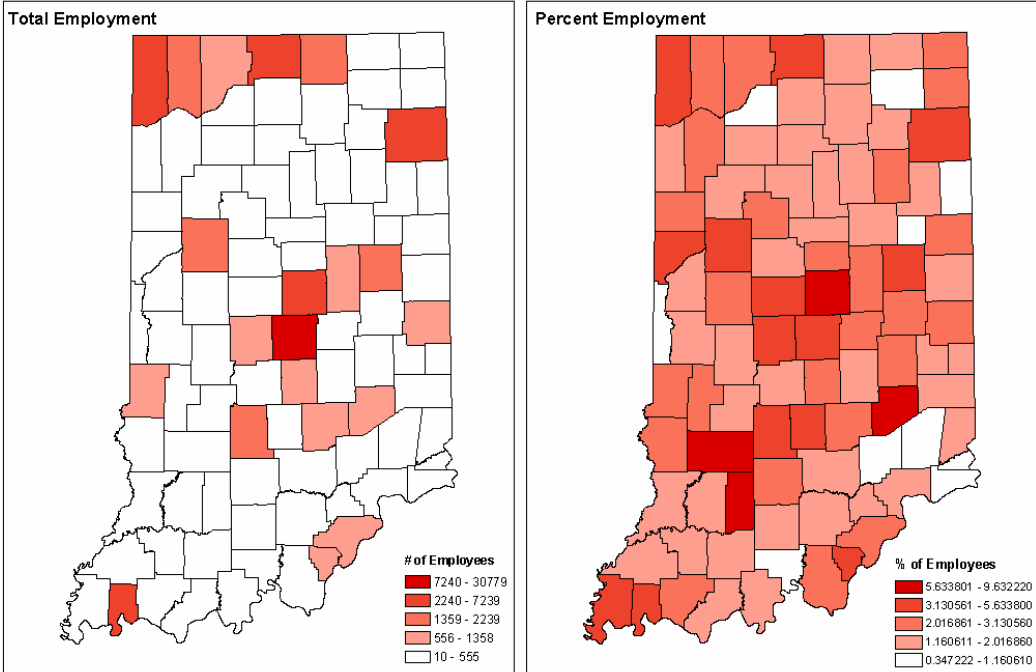 Total Employment
# of Employees
7240 - 30779
2240 - 7239
1359 - 2239
556 - 1358
10 - 555
Percent Employment
% of Employees
5.633801 - 9.632220
3.130561 - 5.633800
2.016861 - 3.130560
1.160611 - 2.016860
0.347222 - 1.160610